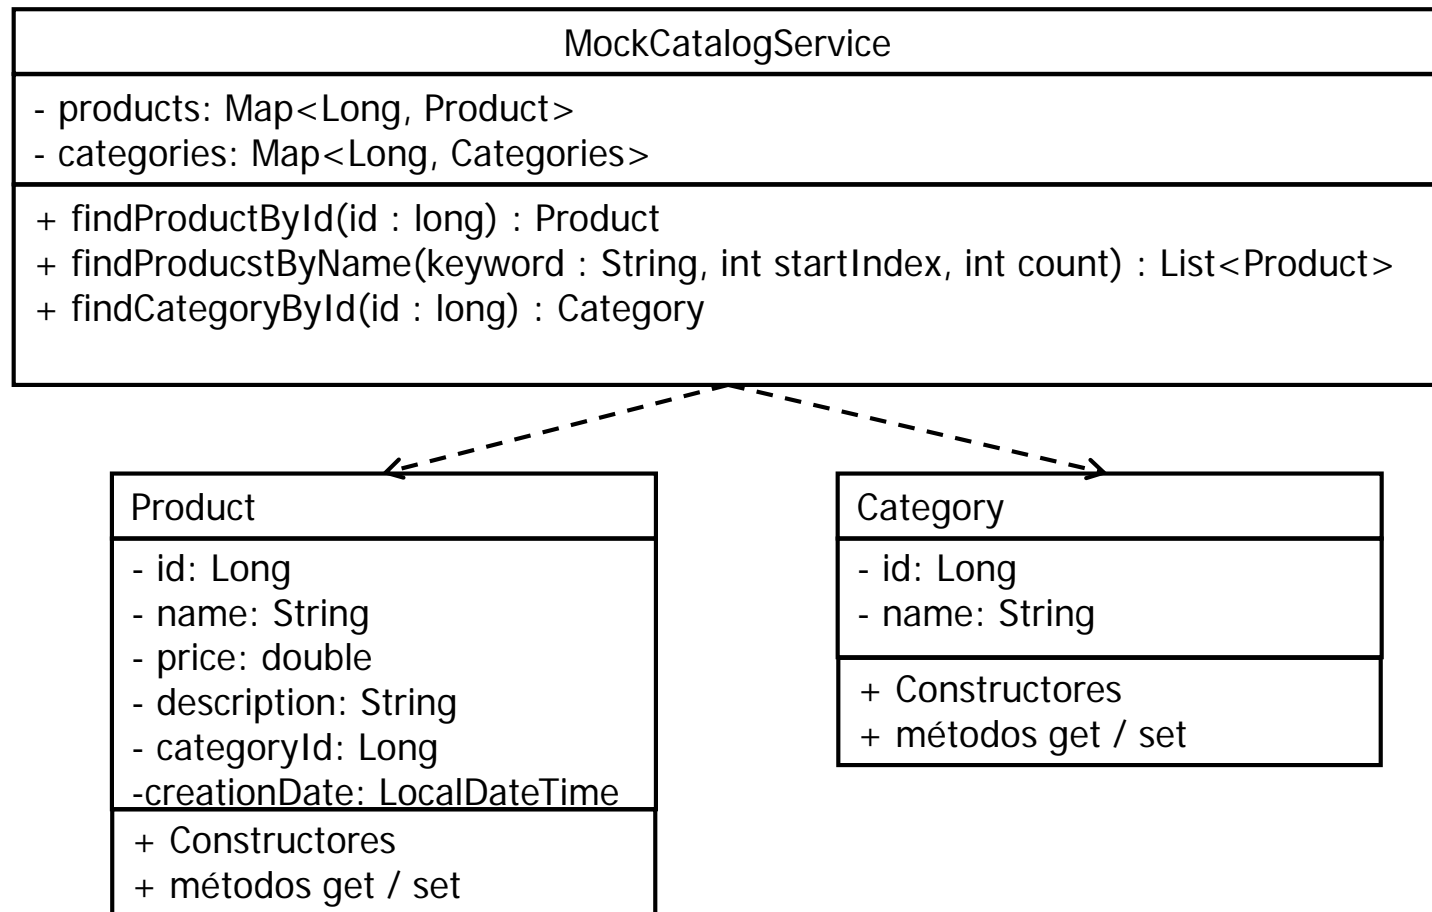 MockCatalogService
- products: Map<Long, Product>
- categories: Map<Long, Categories>
+ findProductById(id : long) : Product
+ findProducstByName(keyword : String, int startIndex, int count) : List<Product>
+ findCategoryById(id : long) : Category
Product
- id: Long
- name: String
- price: double
- description: String
- categoryId: Long
-creationDate: LocalDateTime
+ Constructores
+ métodos get / set
Category
- id: Long
- name: String
+ Constructores
+ métodos get / set